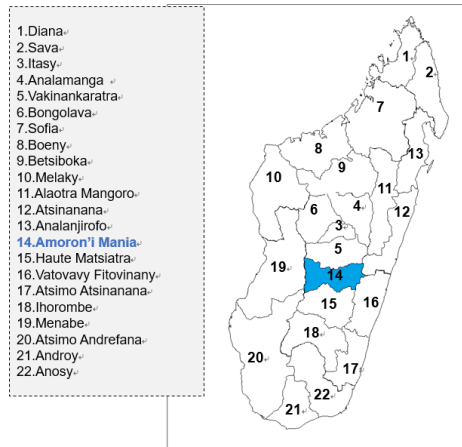 1.Diana
2.Sava
3.Itasy
4.Analamanga
5.Vakinankaratra
6.Bongolava
7.Sofia
8.Boeny
9.Betsiboka
10.Melaky
11.Alaotra Mangoro
12.Atsinanana
13.Analanjirofo
14.Amoron’i Mania
15.Haute Matsiatra
16.Vatovavy Fitovinany
17.Atsimo Atsinanana
18.Ihorombe
19.Menabe
20.Atsimo Andrefana
21.Androy
22.Anosy
1
2
7
13
8
9
10
11
6
4
12
3
5
19
14
15
16
18
20
17
22
21